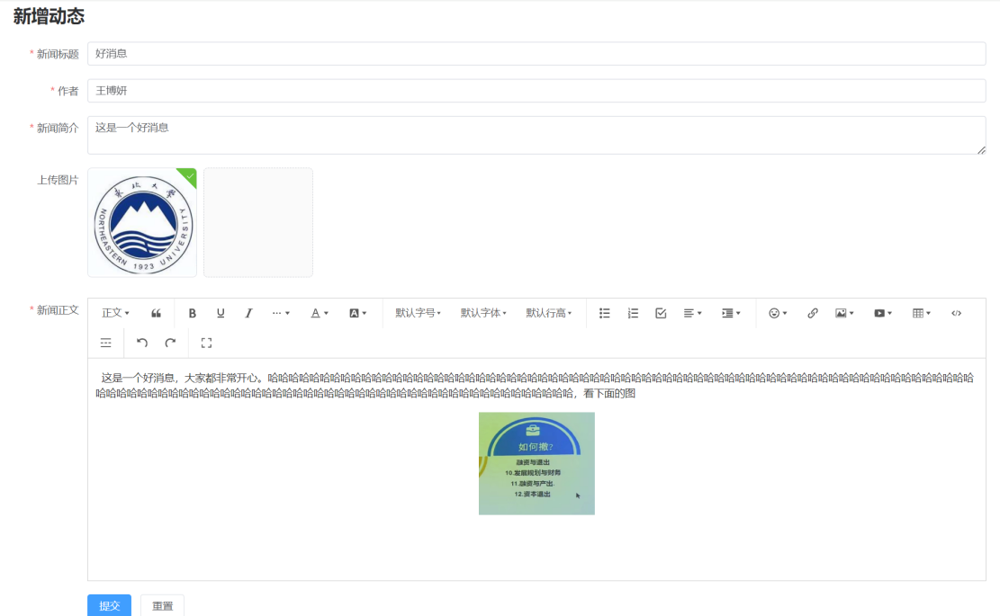 新增动态
* 新闻标题 好消息
* 作者 王博妍
* 新闻简介 这是一个好消息
上传图片
东北大学
NORTHEASTERN 1923 UNIVERSITY
* 新闻正文
正文 B U I ... A A 默认字号 默认字体 默认行高
这是一个好消息，大家都非常开心。哈哈哈哈哈哈哈哈哈哈哈哈哈哈哈哈哈哈哈哈哈哈哈哈哈哈哈哈哈哈哈哈哈哈哈哈哈哈哈哈哈哈哈哈哈哈哈哈哈哈哈哈哈哈哈哈哈哈哈哈哈哈哈哈哈哈哈哈
哈哈哈哈哈哈哈哈哈哈哈哈哈哈哈哈哈哈哈哈哈哈哈哈哈哈哈哈哈哈哈哈哈哈哈哈哈哈哈哈哈哈哈哈哈哈，看下面的图
如何撤?
融资与退出
10.发展规划与财务
11.融资与产出.
12.资本退出
提交 重置